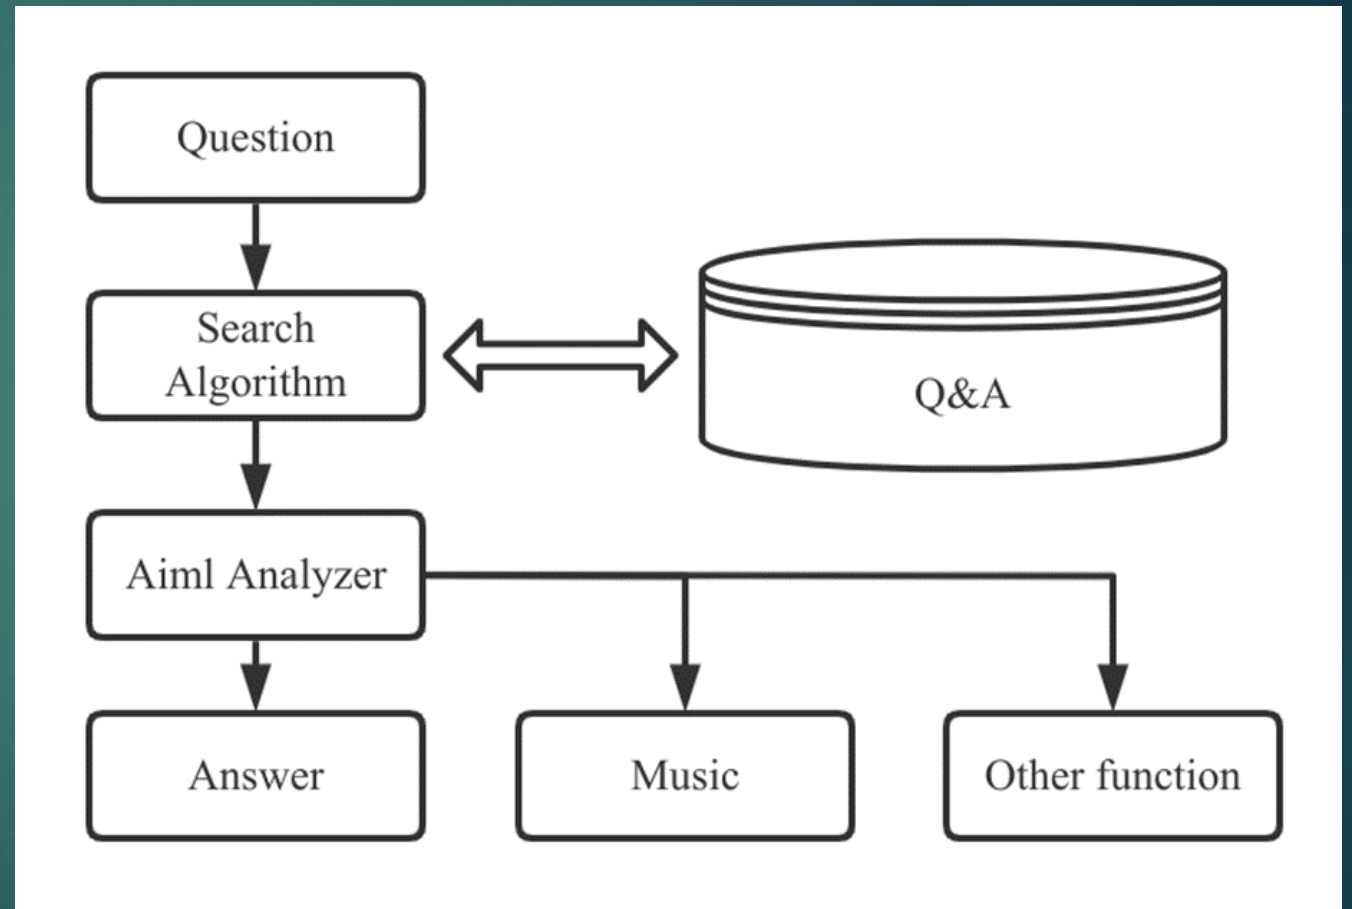 Question
Search
Algorithm
Q&A
Aiml Analyzer
Answer
Music
Other function